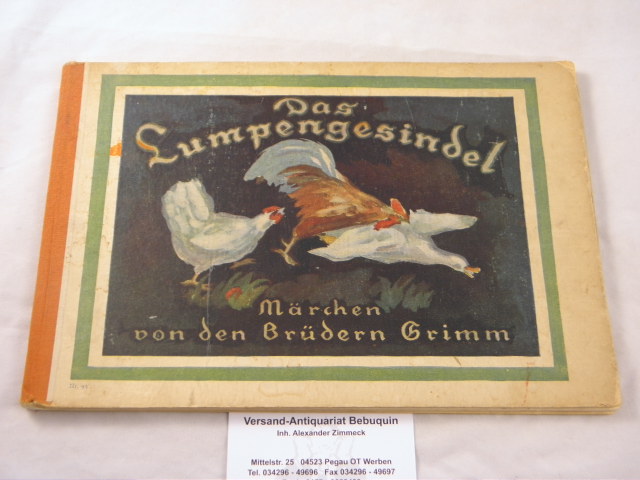 Das
Lumpengesindel
Märchen
von den Brüdern Grimm
Versand-Antiquariat Bebuquin
Inh. Alexander Zimmeck
Mittelstr. 25 04523 Pegau OT Werben
Tel. 034296 - 49696 Fax 034296 - 49697